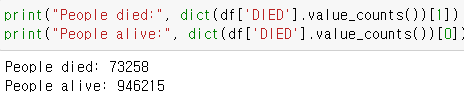 print("People died:", dict(df['DIED'].value_counts())[1])
print("People alive:", dict(df['DIED'].value_counts())[0])
People died: 73258
People alive: 946215